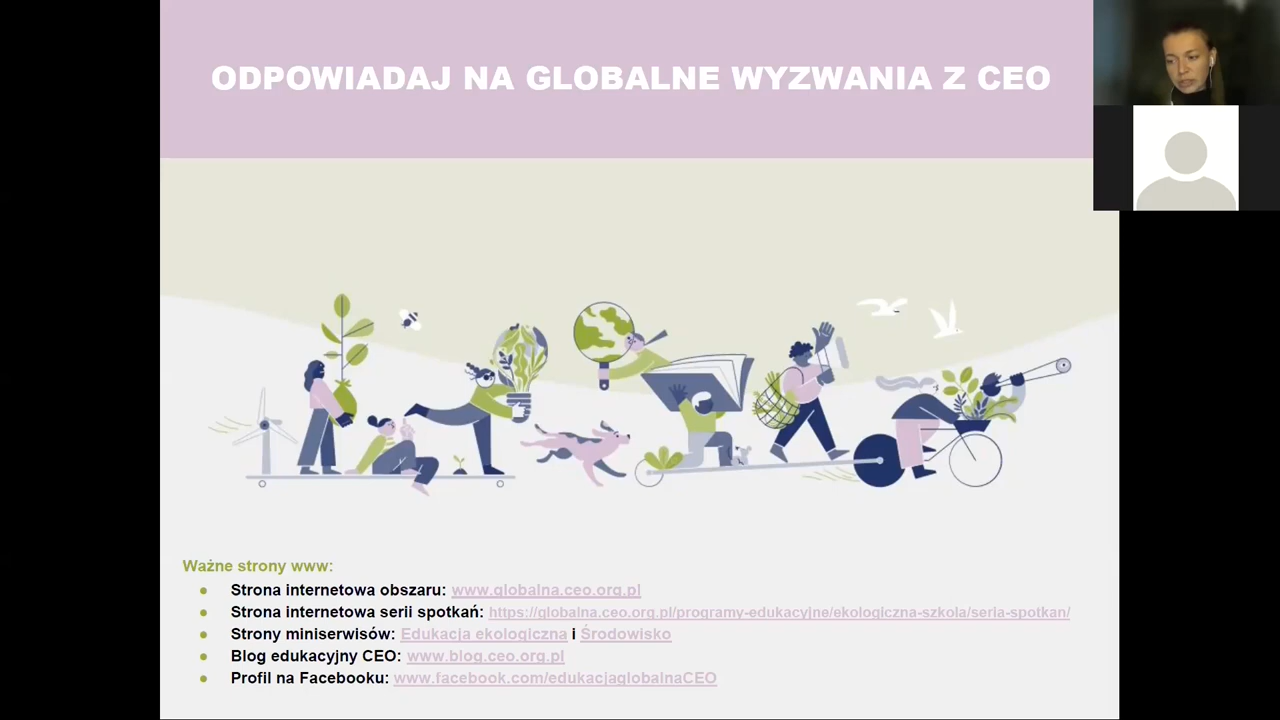 ODPOWIADAJ NA GLOBALNE WYZWANIA Z CEO
Ważne strony www:
● Strona internetowa obszaru: www.globalna.ceo.org.pl
● Strona internetowa serii spotkań: https://globalna.ceo.org.pl/programy-edukacyjne/ekologiczna-szkola/seria-spotkan/
● Strony miniserwisów: Edukacja ekologiczna i Środowisko
● Blog edukacyjny CEO: www.blog.ceo.org.pl
● Profil na Facebooku: www.facebook.com/edukacjaglobalnaCEO